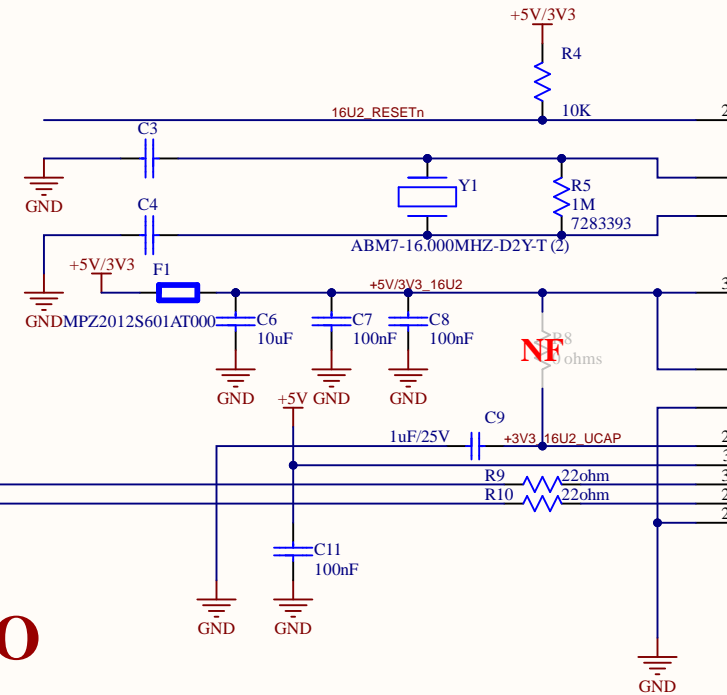 +5V/3V3
R4
10K
16U2_RESETn
2
C3
GND
Y1
R5
1M
7283393
C4
ABM7-16.000MHZ-D2Y-T (2)
+5V/3V3
F1
+5V/3V3_16U2
3
GND
MPZ2012S601AT000
C6
10uF
C7
100nF
C8
100nF
NF
R8
ohms
GND
+5V
GND
GND
C9
1uF/25V
+3V3_16U2_UCAP
2
3
R9
22ohm
3
R10
22ohm
2
2
C11
100nF
GND
GND
O
GND